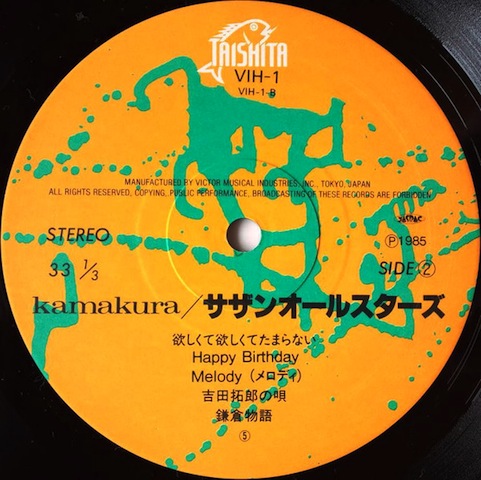 TAISHITA
VIH-1
VIH-1-B
MANUFACTURED BY VICTOR MUSICAL INDUSTRIES, INC., TOKYO, JAPAN
ALL RIGHTS RESERVED, COPYING, PUBLIC PERFORMANCE, BROADCASTING OF THESE RECORDS ARE FORBIDDEN
JASRAC
STEREO
Ⓟ1985
33 1/3
SIDE ②
kamakura/サザンオールスターズ
欲しくて欲しくてたまらない
Happy Birthday
Melody (メロディ)
吉田拓郎の唄
鎌倉物語
⑤